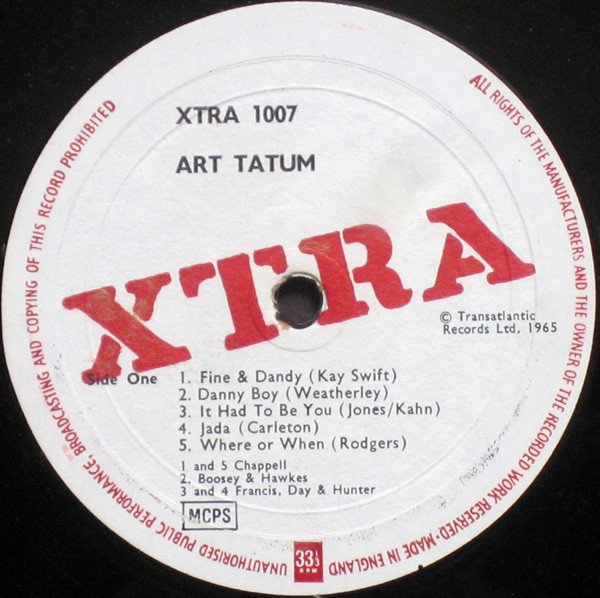 XTRA 1007
ART TATUM
XTRA
© Transatlantic
Records Ltd, 1965
Side One
1. Fine & Dandy (Kay Swift)
2. Danny Boy (Weatherley)
3. It Had To Be You (Jones/Kahn)
4. Jada (Carleton)
5. Where or When (Rodgers)
1 and 5 Chappell
2. Boosey & Hawkes
3 and 4 Francis, Day & Hunter
MCPS
33⅓
RPM
ALL RIGHTS OF THE MANUFACTURERS AND THE OWNER OF THE RECORDED WORK RESERVED · MADE IN ENGLAND
UNAUTHORISED PUBLIC PERFORMANCE, BROADCASTING AND COPYING OF THIS RECORD PROHIBITED